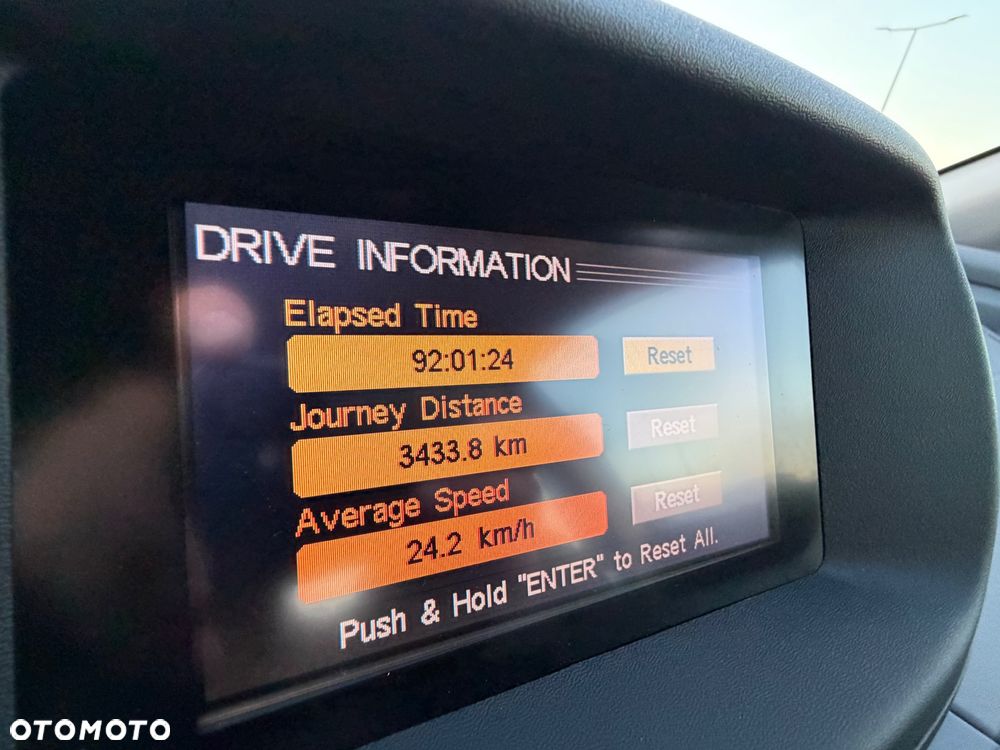 DRIVE INFORMATION
Elapsed Time
92:01:24 Reset
Journey Distance
3433.8 km Reset
Average Speed
24.2 km/h Reset
Push & Hold "ENTER" to Reset All.
OTOMOTO